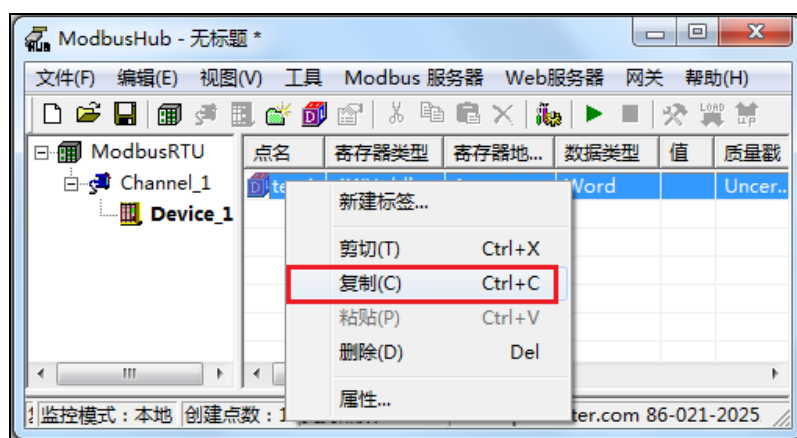 ModbusHub - 无标题 *
文件(F) 编辑(E) 视图(V) 工具 Modbus 服务器 Web服务器 网关 帮助(H)
ModbusRTU
Channel_1
Device_1
点名 寄存器类型 寄存器地... 数据类型 值 质量戳
Word Uncer..
新建标签...
剪切(T) Ctrl+X
复制(C) Ctrl+C
粘贴(P) Ctrl+V
删除(D) Del
属性...
监控模式：本地 创建点数：1 ter.com 86-021-2025